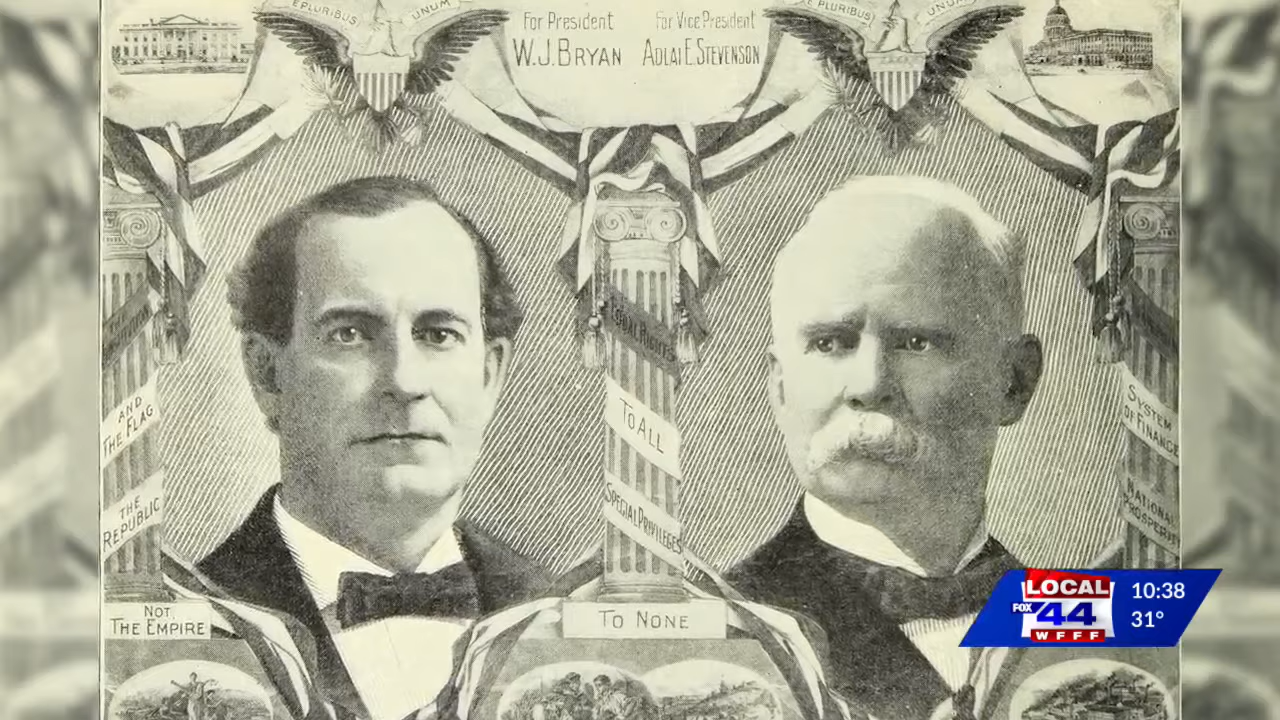 E PLURIBUS UNUM
For President For Vice President
W.J. BRYAN ADLAI E. STEVENSON
E PLURIBUS UNUM
EQUAL RIGHTS
TO ALL
SPECIAL PRIVILEGES
TO NONE
AND
THE FLAG
THE
REPUBLIC
NOT
THE EMPIRE
SYSTEM
OF FINANCE
NATIONAL
PROSPERITY
LOCAL
FOX 44
WFFF
10:38
31°